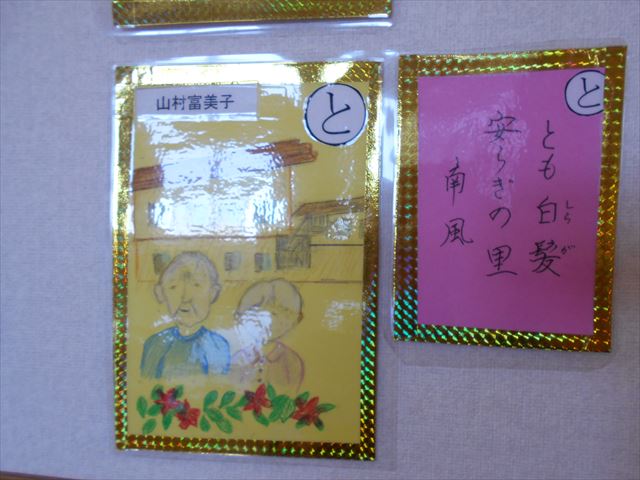 山村富美子
と
と
とも白髪
しらが
安らぎの里
南風